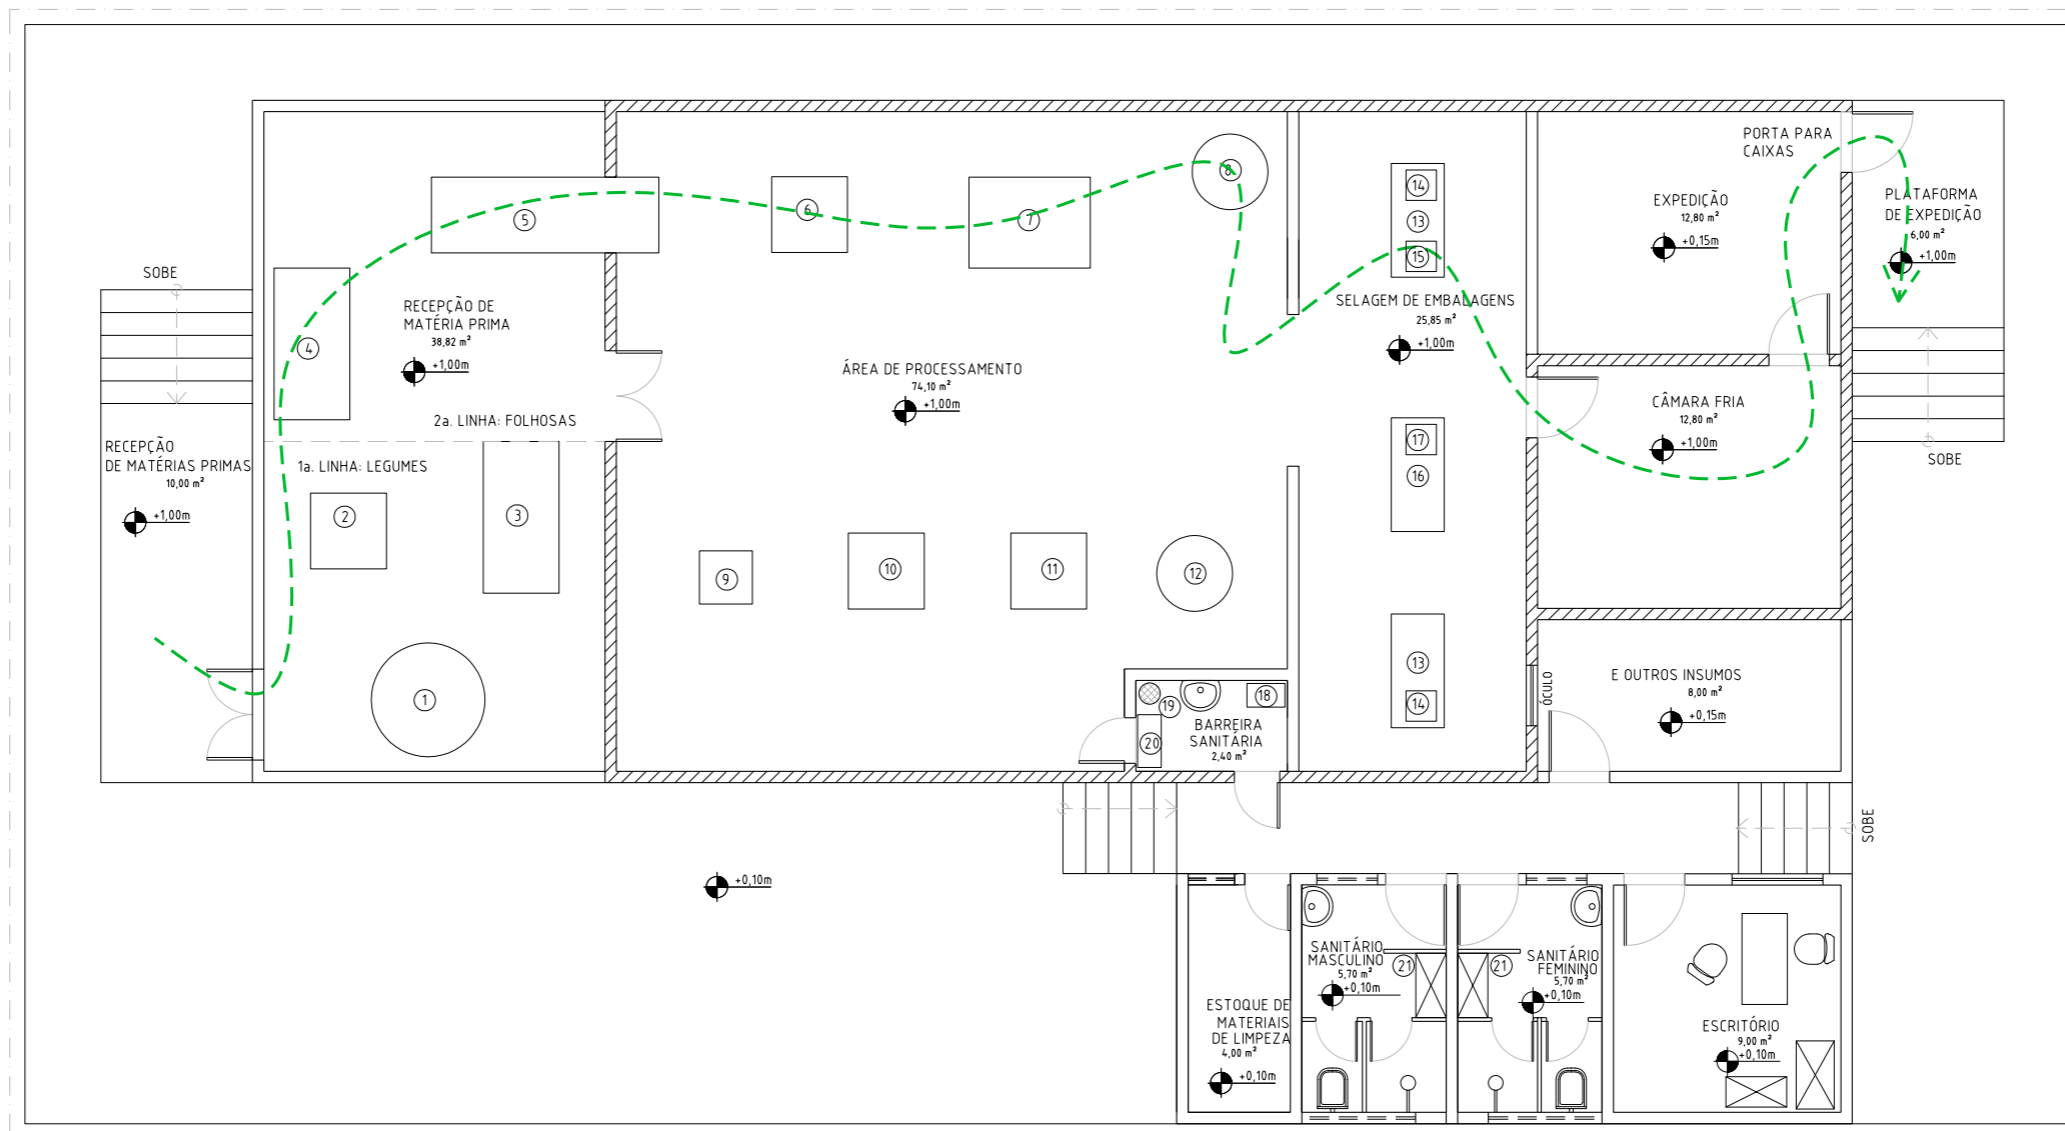 SOBE
RECEPÇÃO
DE MATÉRIAS PRIMAS
10,00 m²
+1,00m
4
5
RECEPÇÃO DE
MATÉRIA PRIMA
38,82 m²
+1,00m
2a. LINHA: FOLHOSAS
1a. LINHA: LEGUMES
2
3
1
6
7
8
ÁREA DE PROCESSAMENTO
74,10 m²
+1,00m
9
10
11
12
19
18
20
BARREIRA
SANITÁRIA
2,40 m²
14
13
15
SELAGEM DE EMBALAGENS
25,85 m²
+1,00m
17
16
13
14
PORTA PARA
CAIXAS
EXPEDIÇÃO
12,80 m²
+0,15m
PLATAFORMA
DE EXPEDIÇÃO
6,00 m²
+1,00m
SOBE
CÂMARA FRIA
12,80 m²
+1,00m
ÓCULO
E OUTROS INSUMOS
8,00 m²
+0,15m
SOBE
+0,10m
ESTOQUE DE
MATERIAIS
DE LIMPEZA
4,00 m²
+0,10m
SANITÁRIO
MASCULINO
5,70 m²
+0,10m
21
21
SANITÁRIO
FEMININO
5,70 m²
+0,10m
ESCRITÓRIO
9,00 m²
+0,10m